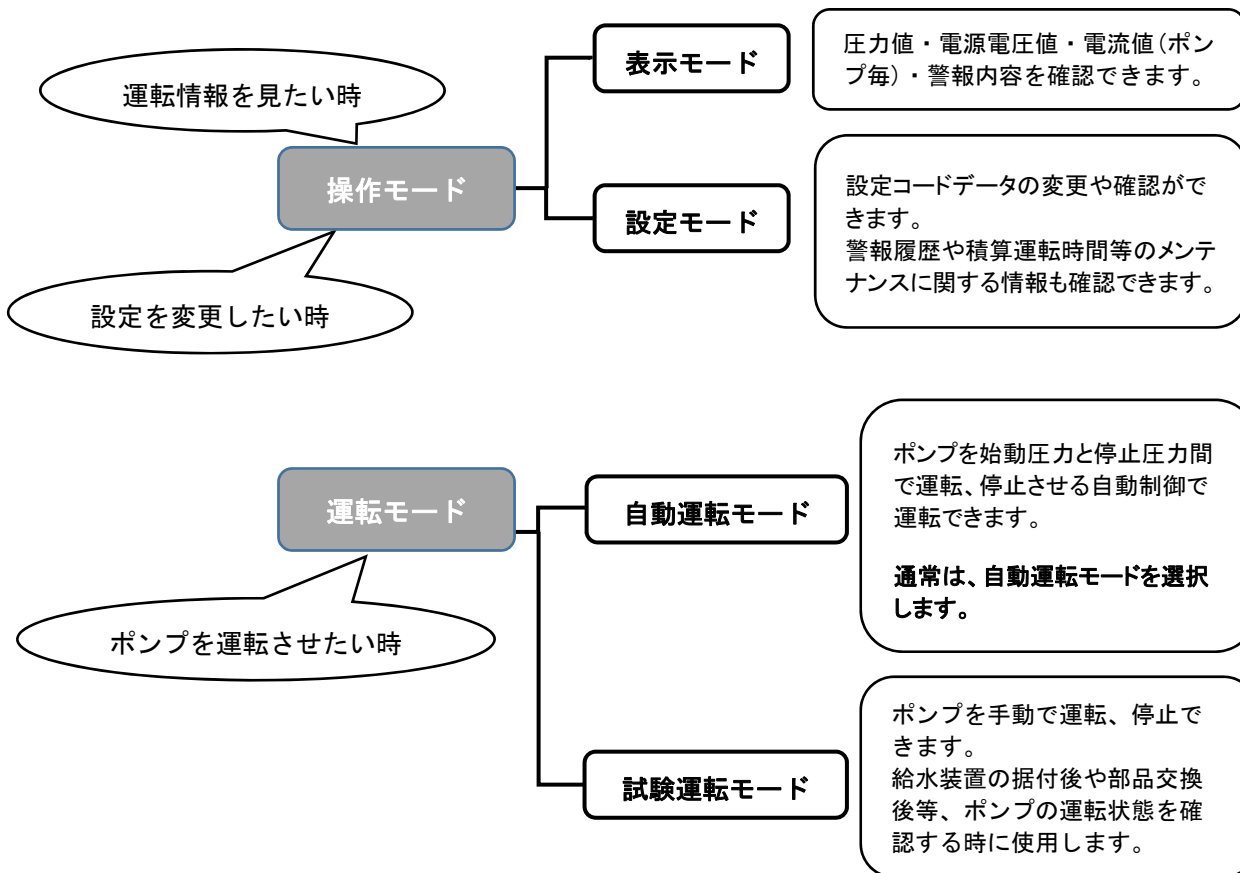 運転情報を見たい時
操作モード
設定を変更したい時
表示モード
圧力値・電源電圧値・電流値(ポン
プ毎)・警報内容を確認できます。
設定モード
設定コードデータの変更や確認がで
きます。
警報履歴や積算運転時間等のメンテ
ナンスに関する情報も確認できます。
運転モード
ポンプを運転させたい時
自動運転モード
ポンプを始動圧力と停止圧力間
で運転、停止させる自動制御で
運転できます。
通常は、自動運転モードを選択
します。
試験運転モード
ポンプを手動で運転、停止で
きます。
給水装置の据付後や部品交換
後等、ポンプの運転状態を確
認する時に使用します。